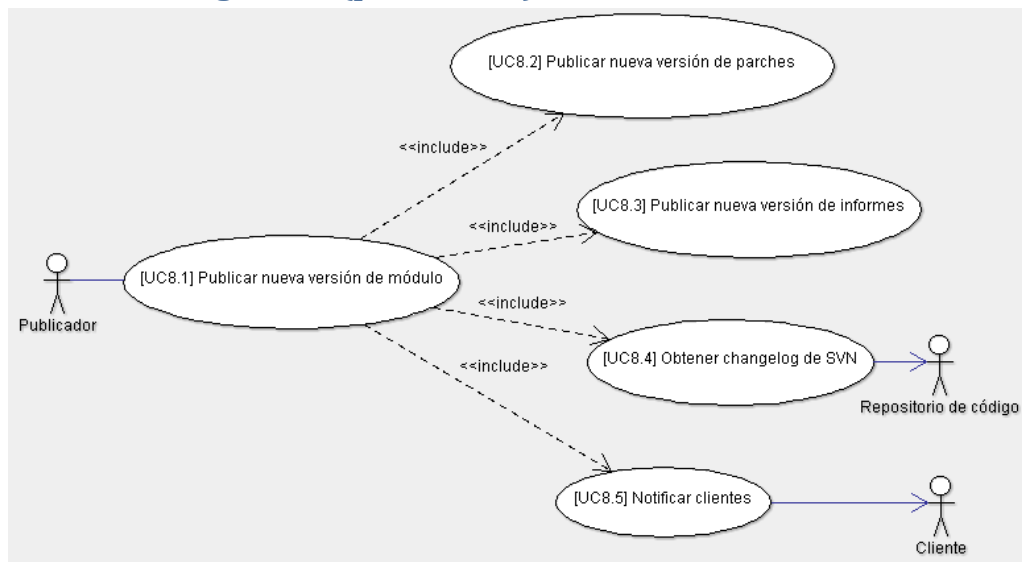 [UC8.2] Publicar nueva versión de parches
<<include>>
[UC8.3] Publicar nueva versión de informes
<<include>>
[UC8.1] Publicar nueva versión de módulo
Publicador
<<include>>
[UC8.4] Obtener changelog de SVN
<<include>>
Repositorio de código
[UC8.5] Notificar clientes
Cliente